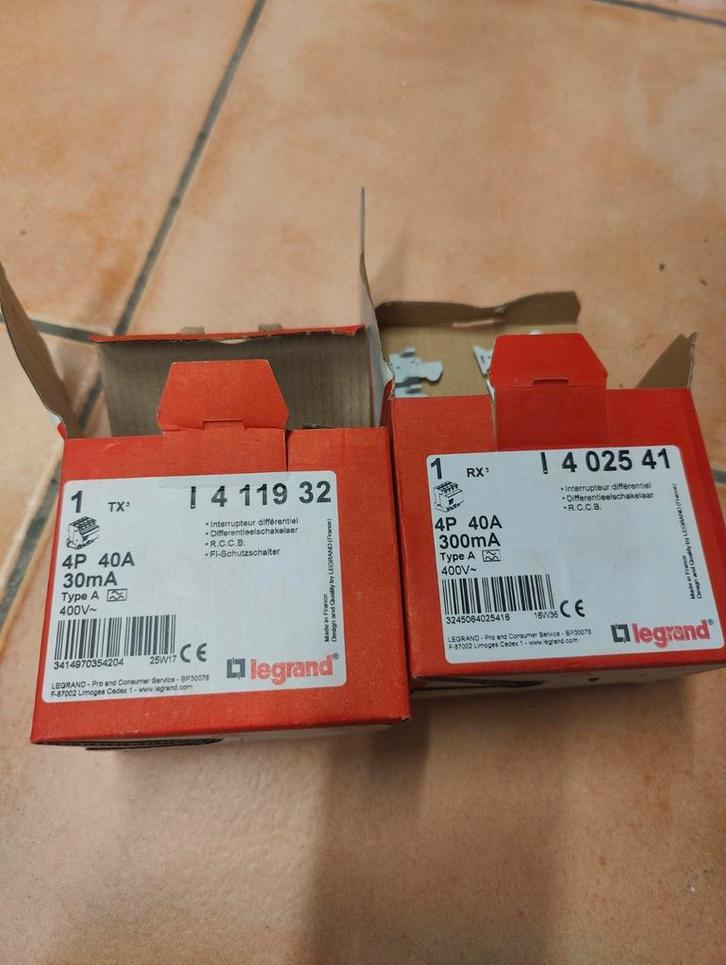 1 TX³ 4 119 32
• Interrupteur différentiel
• Differentieelschakelaar
• R.C.C.B.
• FI-Schutzschalter
4P 40A
30mA
Type A
400V~
3414970354204
25W17 CE
Made in France
Design and Quality by LEGRAND (France)
LEGRAND - Pro and Consumer Service - BP30076
F-87002 Limoges Cedex 1 - www.legrand.com
legrand®
1 RX³ 4 025 41
• Interrupteur différentiel
• Differentieelschakelaar
• R.C.C.B.
4P 40A
300mA
Type A
400V~
3245064025416
16W36 CE
Made in France
Design and Quality by LEGRAND (France)
LEGRAND - Pro and Consumer Service - BP30076
F-87002 Limoges Cedex 1 - www.legrand.com
legrand®